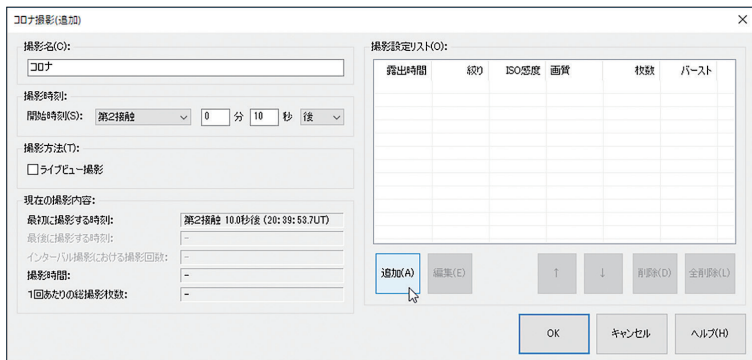 コロナ撮影(追加)
撮影名(C):
コロナ
撮影時刻:
開始時刻(S): 第2接触 0 分 10 秒 後
撮影方法(T):
ライブビュー撮影
現在の撮影内容:
最初に撮影する時刻: 第2接触 10.0秒後 (20:39:53.7UT)
最後に撮影する時刻: -
インターバル撮影における撮影回数: -
撮影時間: -
1回あたりの総撮影枚数: -
撮影設定リスト(O):
露出時間 絞り ISO感度 画質 枚数 バースト
追加(A) 編集(E) ↑ ↓ 削除(D) 全削除(L)
OK キャンセル ヘルプ(H)